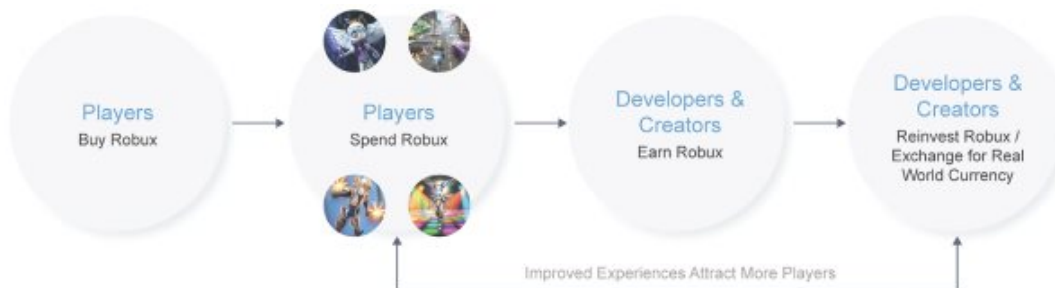 Players
Buy Robux
Players
Spend Robux
Developers &
Creators
Earn Robux
Developers &
Creators
Reinvest Robux /
Exchange for Real
World Currency
Improved Experiences Attract More Players